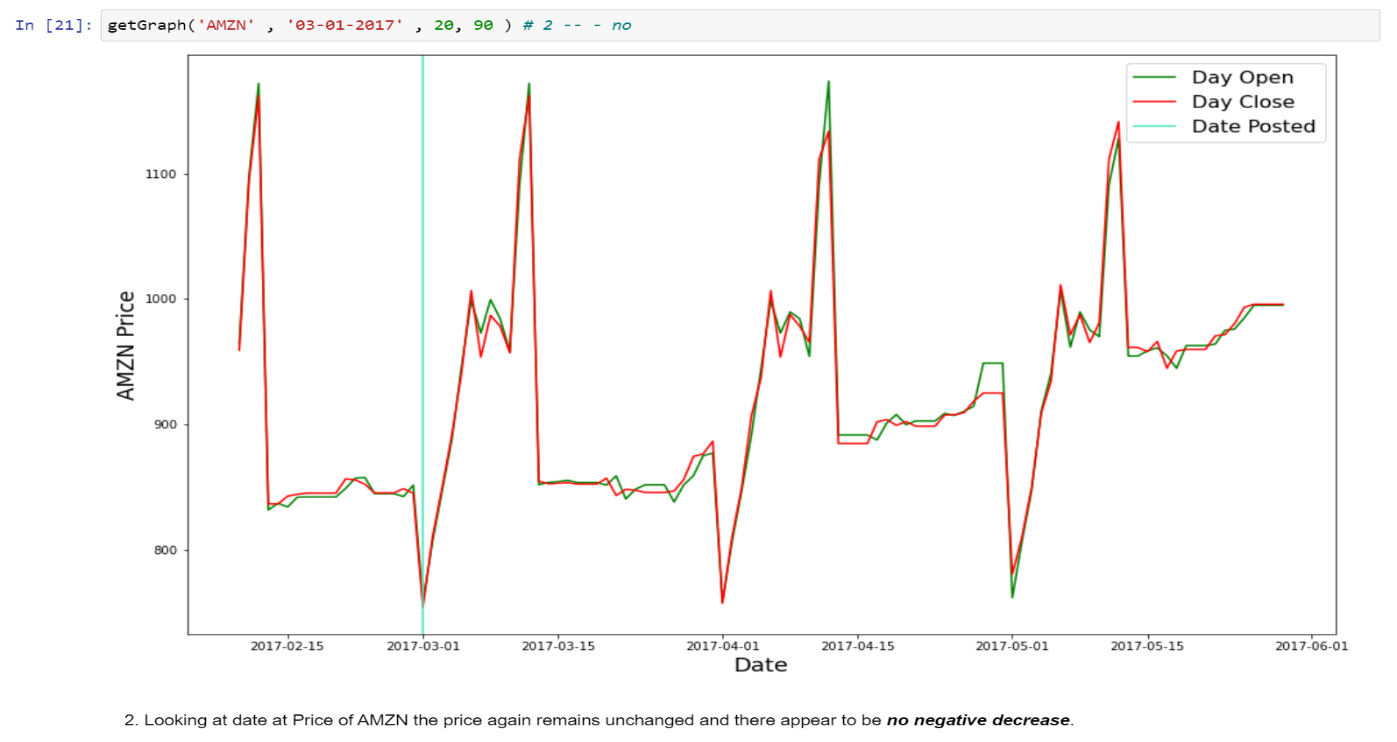 In [21]: getGraph('AMZN' , '03-01-2017' , 20, 90 ) # 2 -- - no
Day Open
Day Close
Date Posted
1100
1000
900
800
AMZN Price
2017-02-15 2017-03-01 2017-03-15 2017-04-01 2017-04-15 2017-05-01 2017-05-15 2017-06-01
Date
2. Looking at date at Price of AMZN the price again remains unchanged and there appear to be no negative decrease.